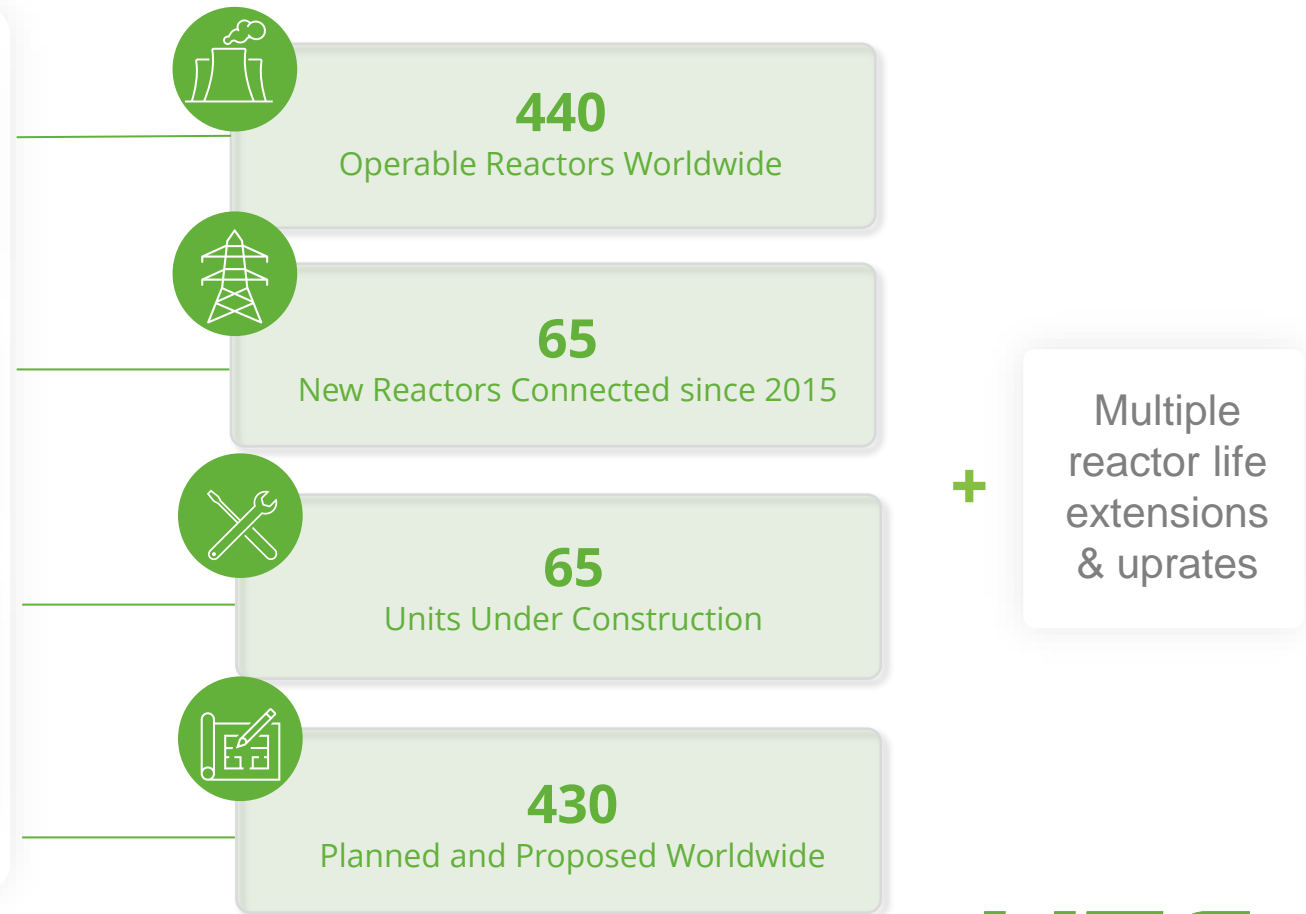 440
Operable Reactors Worldwide
65
New Reactors Connected since 2015
65
Units Under Construction
430
Planned and Proposed Worldwide
+
Multiple
reactor life
extensions
& uprates